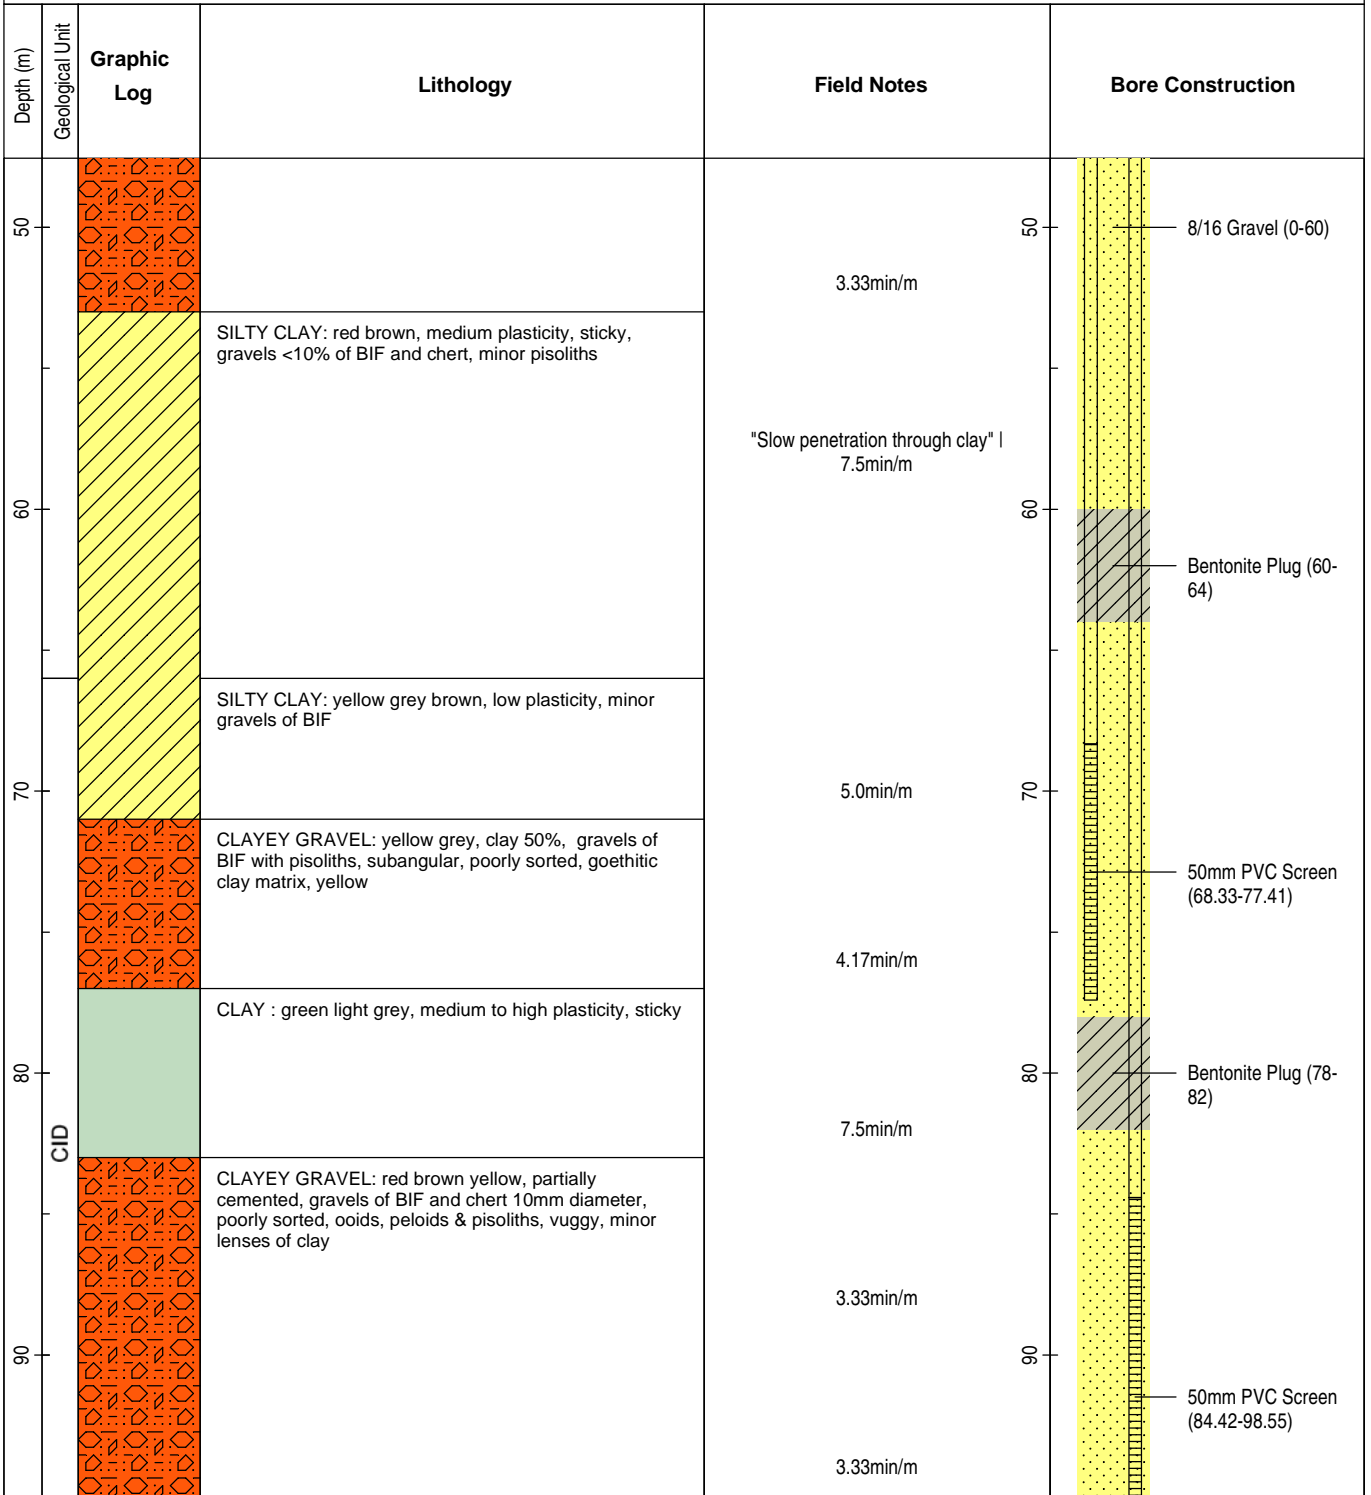 Depth (m)
Geological Unit
Graphic
Log
Lithology
Field Notes
Bore Construction
50
50
8/16 Gravel (0-60)
3.33min/m
SILTY CLAY: red brown, medium plasticity, sticky,
gravels <10% of BIF and chert, minor pisoliths
"Slow penetration through clay" |
7.5min/m
60
60
Bentonite Plug (60-
64)
SILTY CLAY: yellow grey brown, low plasticity, minor
gravels of BIF
70
5.0min/m
70
CLAYEY GRAVEL: yellow grey, clay 50%, gravels of
BIF with pisoliths, subangular, poorly sorted, goethitic
clay matrix, yellow
50mm PVC Screen
(68.33-77.41)
4.17min/m
CLAY : green light grey, medium to high plasticity, sticky
80
80
Bentonite Plug (78-
82)
7.5min/m
CID
CLAYEY GRAVEL: red brown yellow, partially
cemented, gravels of BIF and chert 10mm diameter,
poorly sorted, ooids, peloids & pisoliths, vuggy, minor
lenses of clay
3.33min/m
90
90
50mm PVC Screen
(84.42-98.55)
3.33min/m